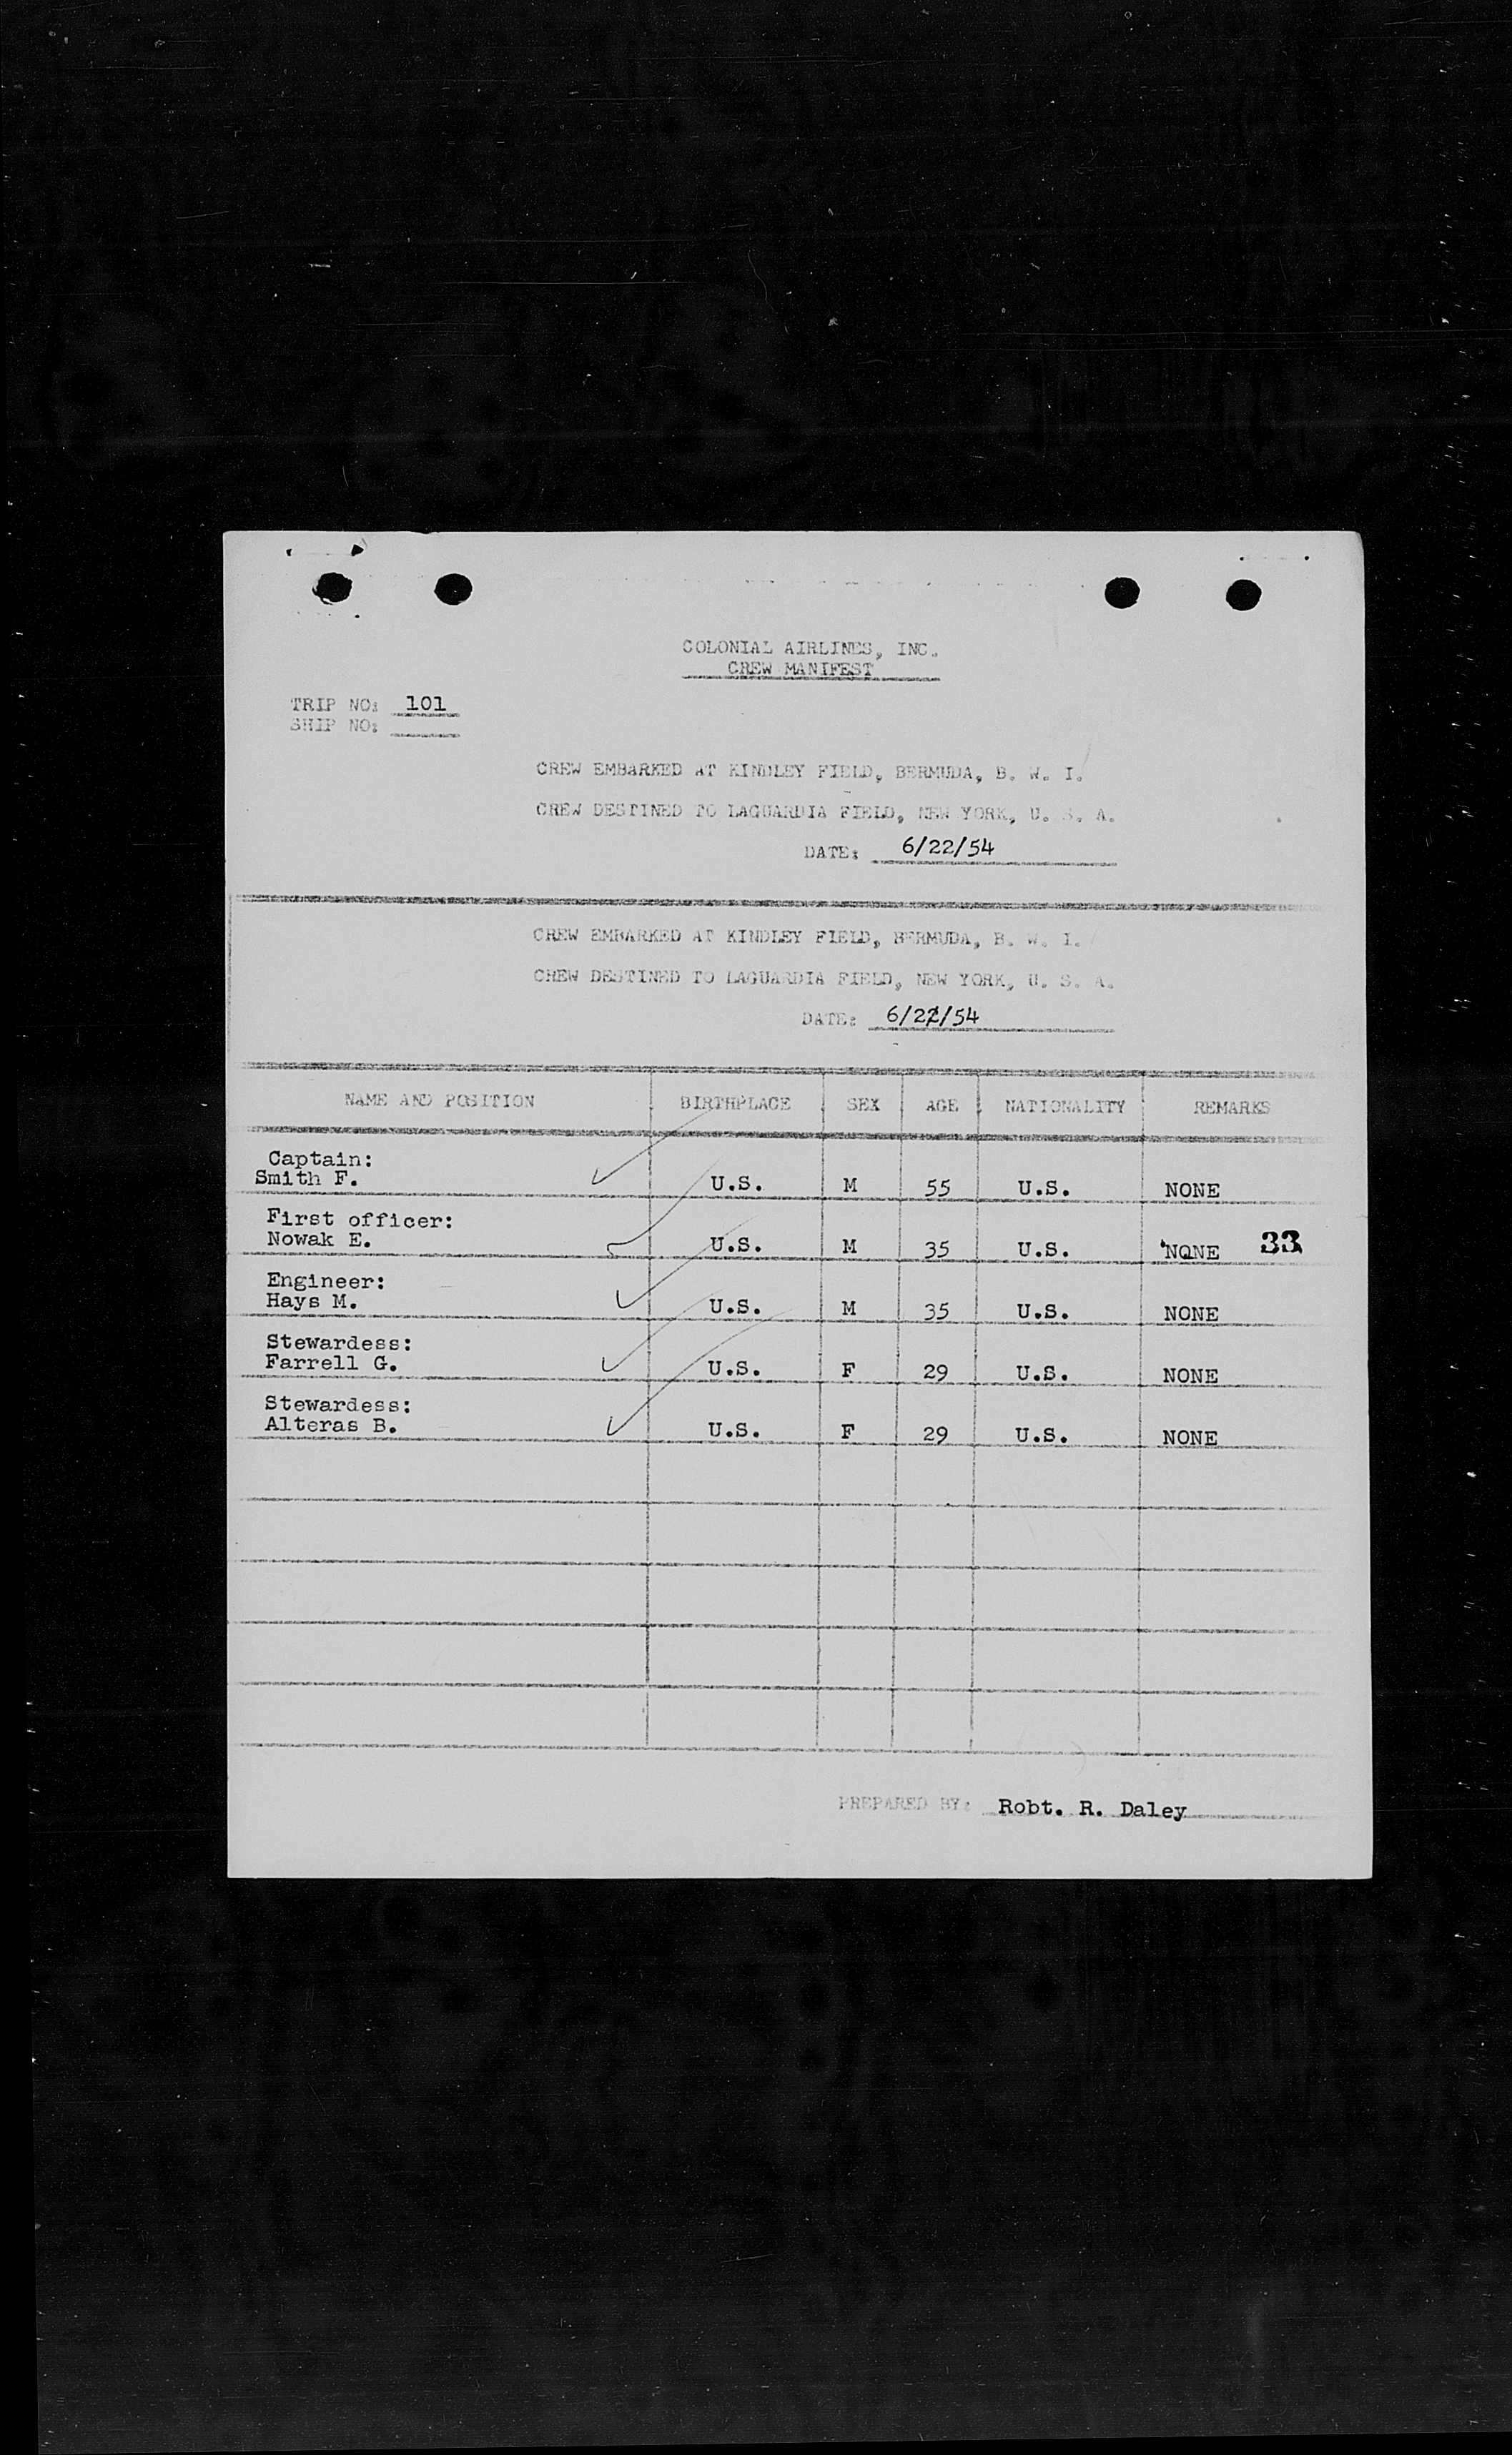 COLONIAL AIRLINES, INC.
CREW MANIFEST
TRIP NO: 101
SHIP NO:
CREW EMBARKED AT KINDLEY FIELD, BERMUDA, B. W. I.
CREW DESTINED TO LAGUARDIA FIELD, NEW YORK, U. S. A.
DATE: 6/22/54
CREW EMBARKED AT KINDLEY FIELD, BERMUDA, B. W. I.
CREW DESTINED TO LAGUARDIA FIELD, NEW YORK, U. S. A.
DATE: 6/22/54
NAME AND POSITION BIRTHPLACE SEX AGE NATIONALITY REMARKS
Captain:
Smith F. U.S. M 55 U.S. NONE
First officer:
Nowak E. U.S. M 35 U.S. NONE 33
Engineer:
Hays M. U.S. M 35 U.S. NONE
Stewardess:
Farrell G. U.S. F 29 U.S. NONE
Stewardess:
Alteras B. U.S. F 29 U.S. NONE
PREPARED BY: Robt. R. Daley